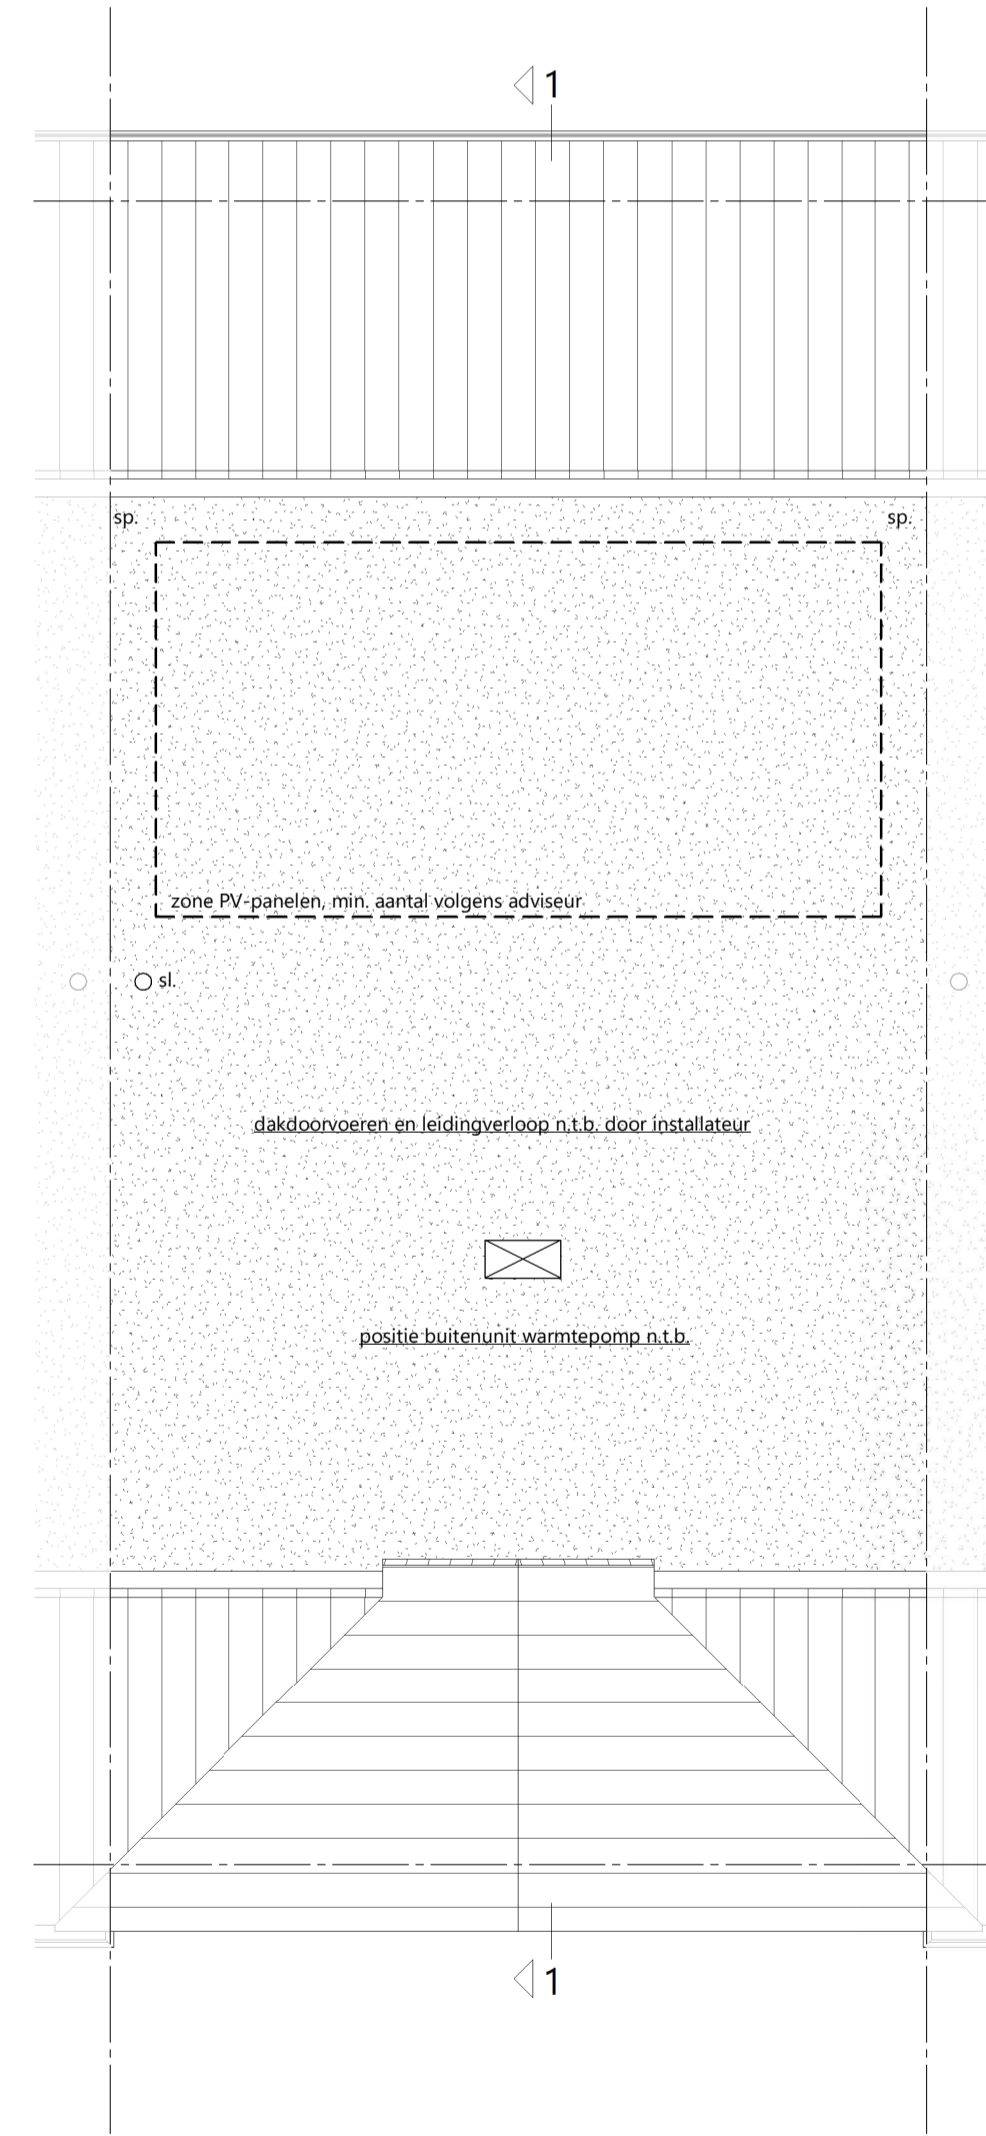 1
sp.
sp.
zone PV-panelen, min. aantal volgens adviseur
sl.
dakdoorvoeren en leidingverloop n.t.b. door installateur
positie buitenunit warmtepomp n.t.b.
1